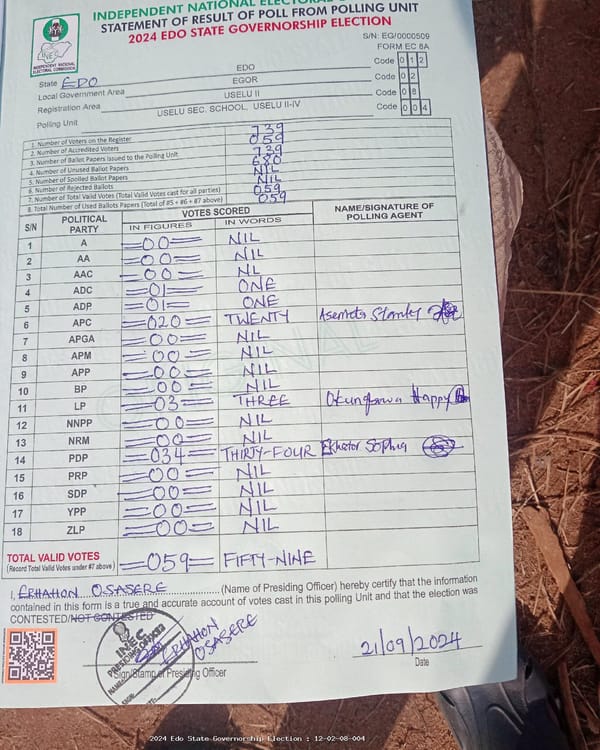 INDEPENDENT NATIONAL ELECTORAL
STATEMENT OF RESULT OF POLL FROM POLLING UNIT
2024 EDO STATE GOVERNORSHIP ELECTION
INEC
INDEPENDENT NATIONAL ELECTORAL COMMISSION
S/N: EG/0000509
FORM EC 8A
State EDO EDO Code 0 1 2
Local Government Area EGOR Code 0 2
Registration Area USELU II Code 0 8
Polling Unit USELU SEC. SCHOOL, USELU II-IV Code 0 0 4
1. Number of Voters on the Register 739
2. Number of Accredited Voters 059
3. Number of Ballot Papers Issued to the Polling Unit 739
4. Number of Unused Ballot Papers 680
5. Number of Spoiled Ballot Papers NIL
6. Number of Rejected Ballots NIL
7. Number of Total Valid Votes (Total Valid Votes cast for all parties) 059
8. Total Number of Used Ballots Papers (Total of #5 + #6 + #7 above) 059
S/N POLITICAL PARTY VOTES SCORED NAME/SIGNATURE OF POLLING AGENT
IN FIGURES IN WORDS
1 A 00 NIL
2 AA 00 NIL
3 AAC 00 NL
4 ADC 01 ONE
5 ADP 01 ONE
6 APC 020 TWENTY Stanley
7 APGA 00 NIL
8 APM 00 NIL
9 APP 00 NIL
10 BP 00 NIL
11 LP 03 THREE Happy
12 NNPP 00 NIL
13 NRM 00 NIL
14 PDP 034 THIRTY-FOUR Sophia
15 PRP 00 NIL
16 SDP 00 NIL
17 YPP 00 NIL
18 ZLP 00 NIL
TOTAL VALID VOTES 059 FIFTY-NINE
(Record Total Valid Votes under #7 above)
I, ERHAHON OSASERE (Name of Presiding Officer) hereby certify that the information
contained in this form is a true and accurate account of votes cast in this polling Unit and that the election was
CONTESTED/NOT CONTESTED
INEC
PRESIDING OFFICER
ERHAHON
OSASERE
21/09/2024
Sign/Stamp of Presiding Officer
Date
2024 Edo State Governorship Election : 12-02-08-004